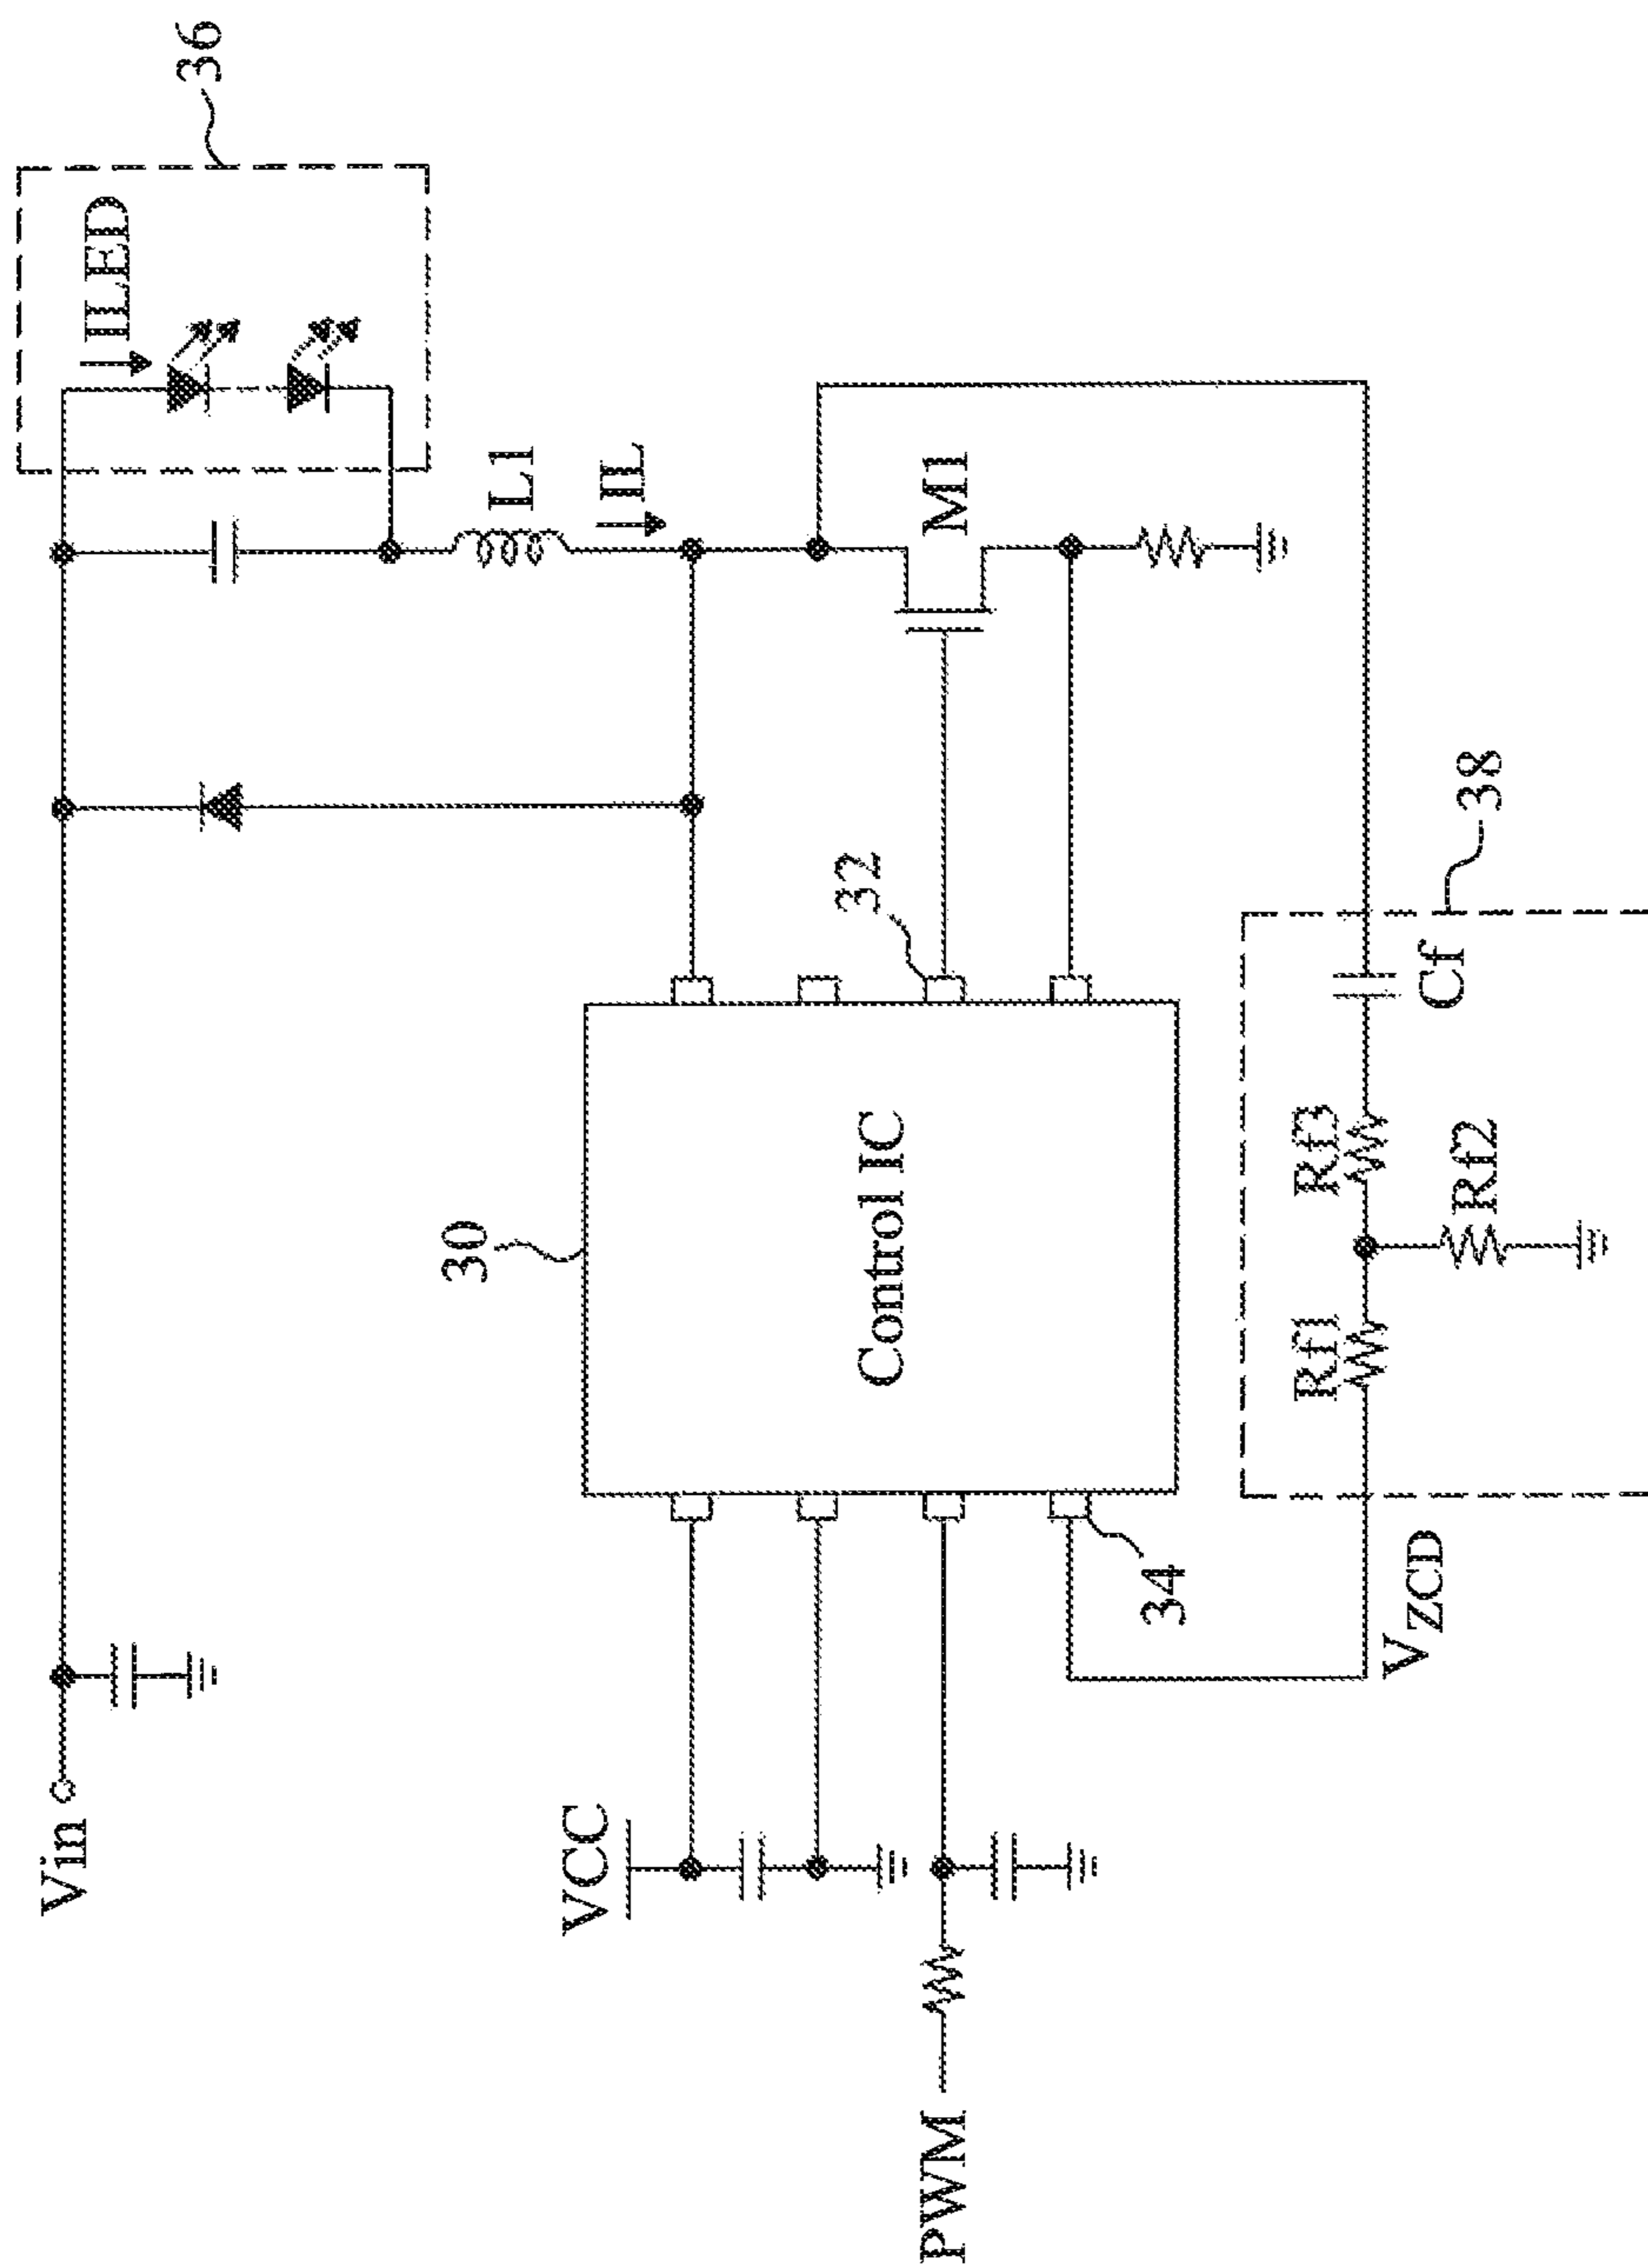 36
ILED
Vin
L1
IL
VCC
30
32
M1
Control IC
PWM
34
38
Rf1
Rf3
Cf
VZCD
Rf2